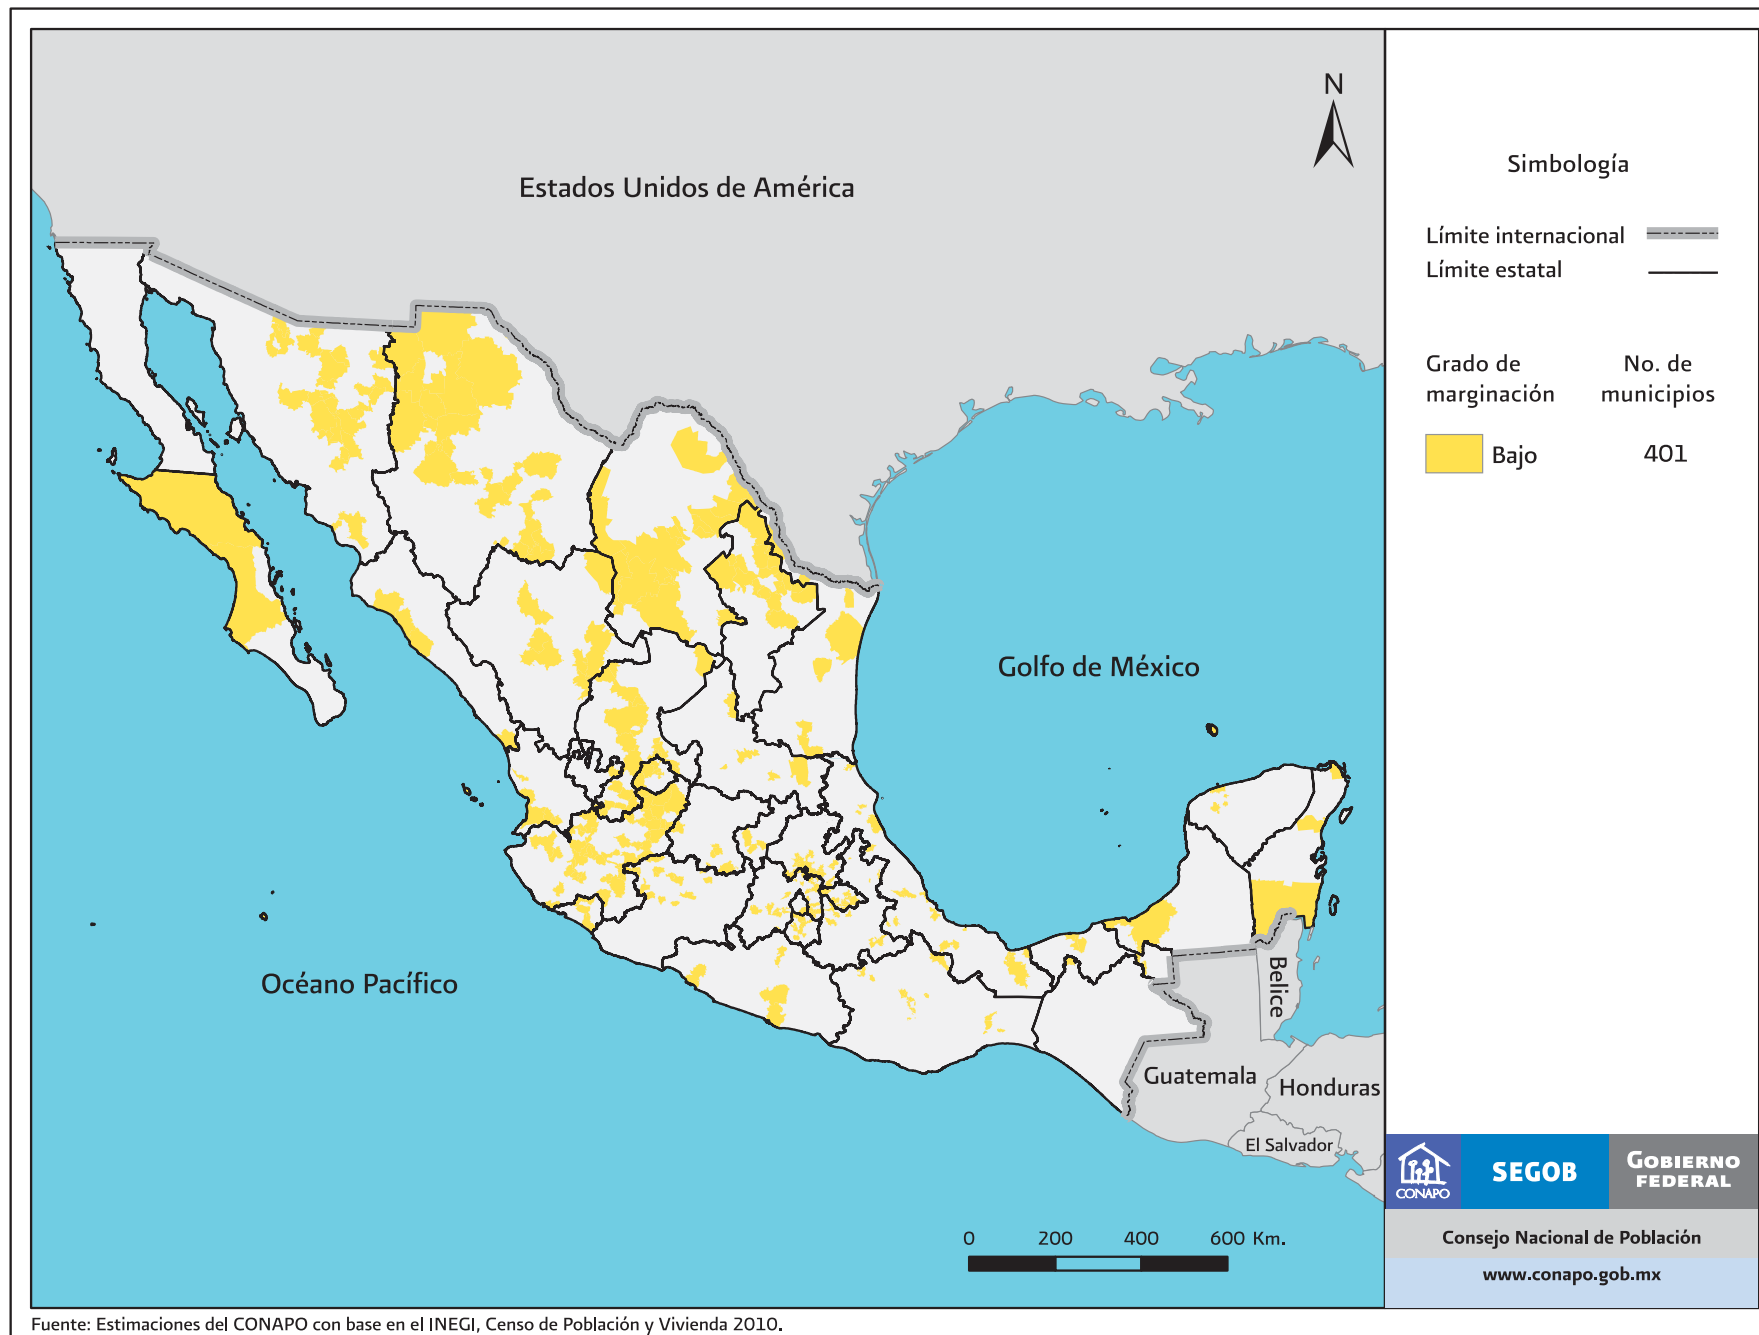 N
Estados Unidos de América
Golfo de México
Océano Pacífico
Belice
Guatemala
Honduras
El Salvador
0 200 400 600 Km.
Simbología
Límite internacional
Límite estatal
Grado de marginación
No. de municipios
Bajo 401
CONAPO
SEGOB
GOBIERNO
FEDERAL
Consejo Nacional de Población
www.conapo.gob.mx
Fuente: Estimaciones del CONAPO con base en el INEGI, Censo de Población y Vivienda 2010.